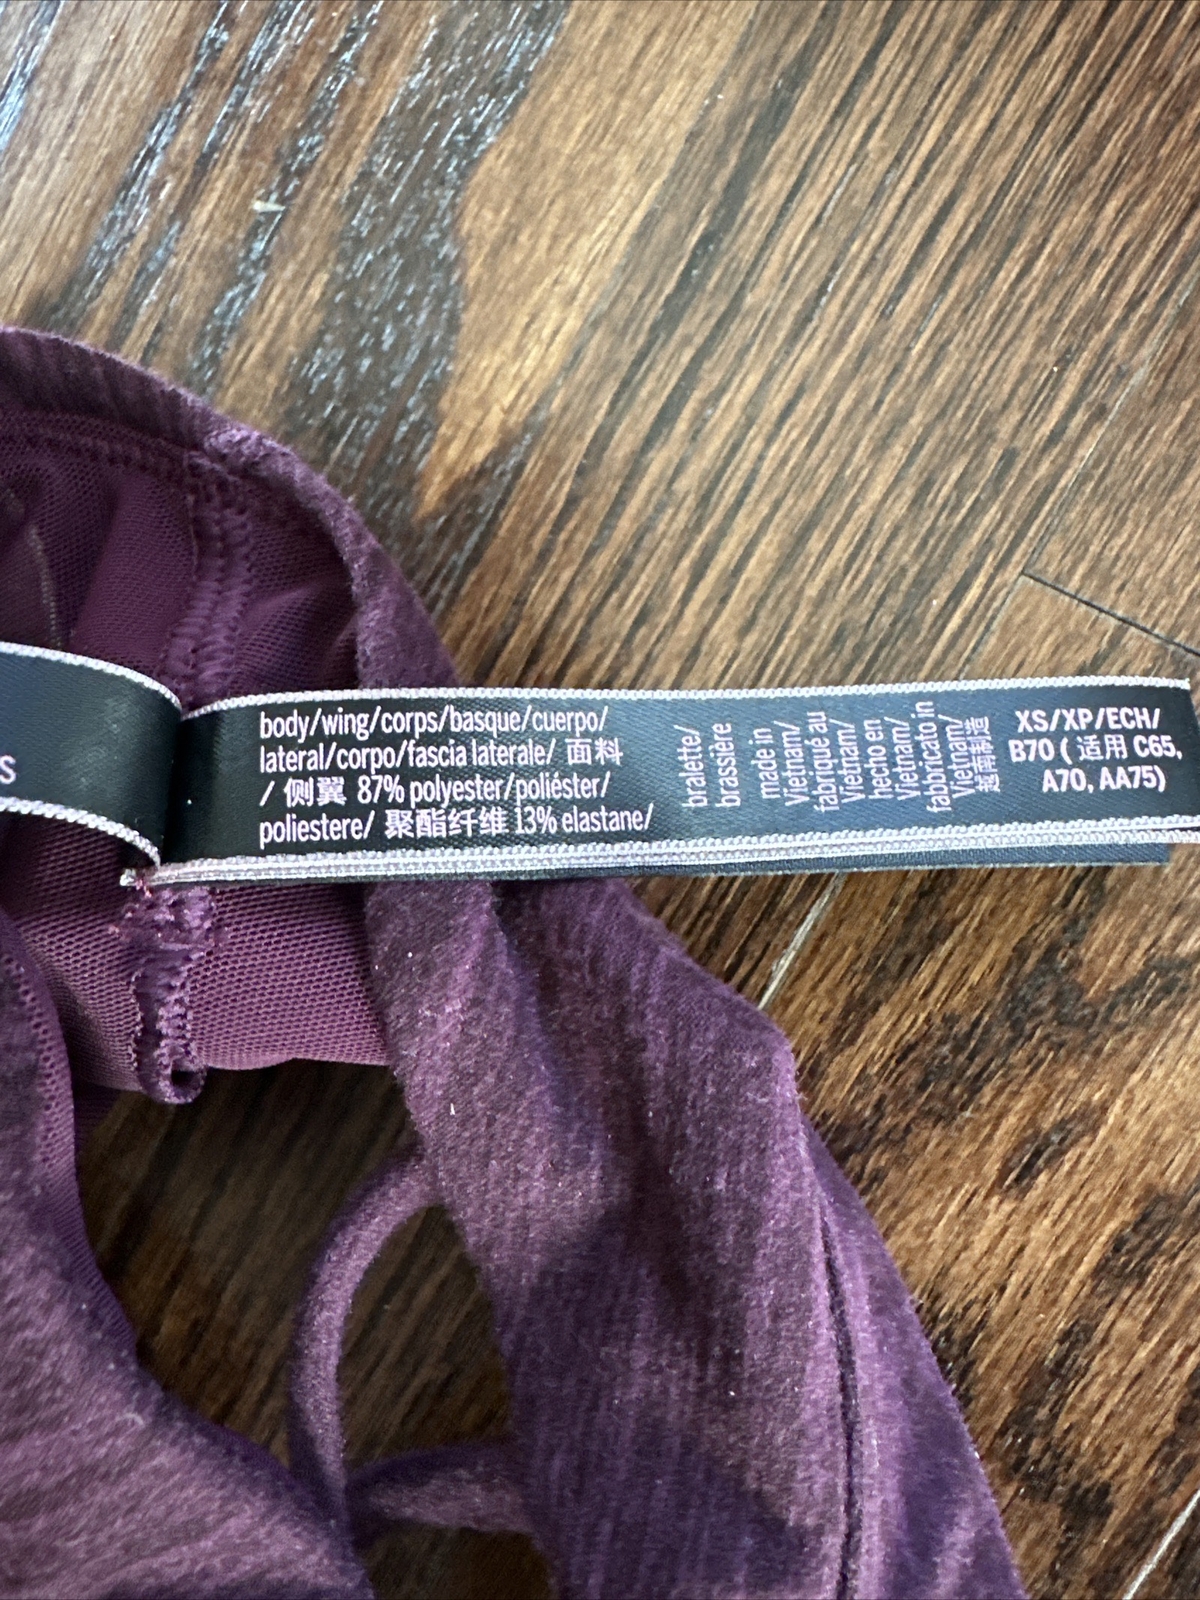 S
body/wing/corps/basque/cuerpo/
lateral/corpo/fascia laterale/ 面料
/ 侧翼 87% polyester/poliéster/
poliestere/ 聚酯纤维 13% elastane/
bralette/
brassière
made in
Vietnam/
fabriqué au
Vietnam/
hecho en
Vietnam/
fabbricato in
Vietnam/
越南制造
XS/XP/ECH/
B70 ( 适用 C65,
A70, AA75)